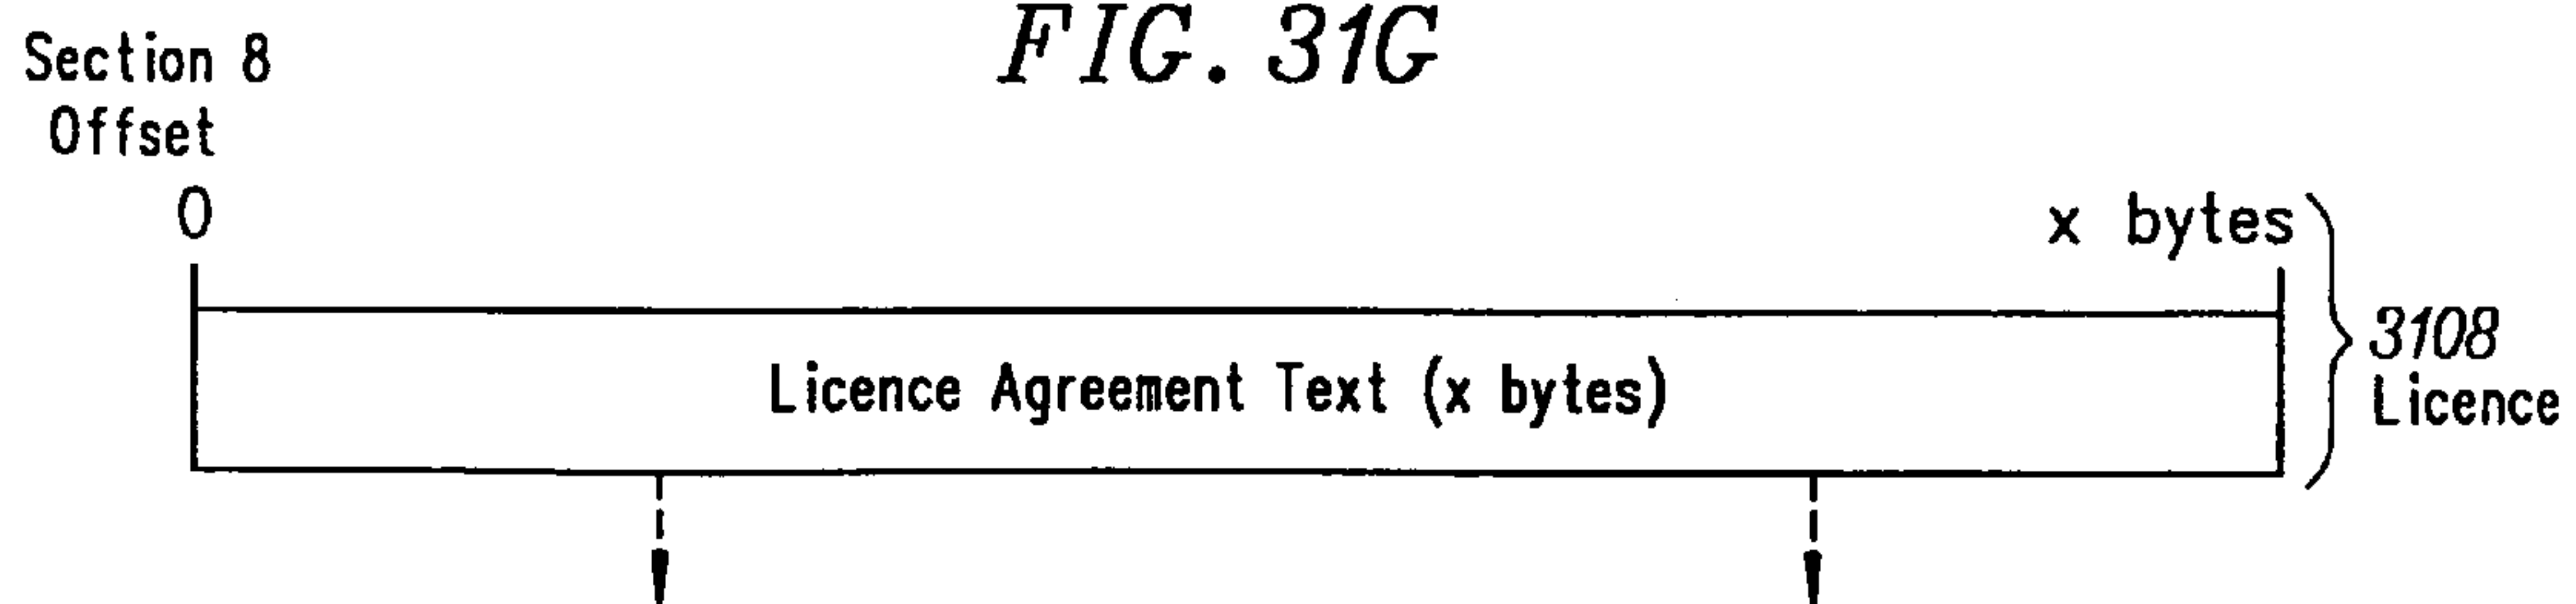 FIG. 31G
Section 8
Offset
0
x bytes
Licence Agreement Text (x bytes)
3108
Licence